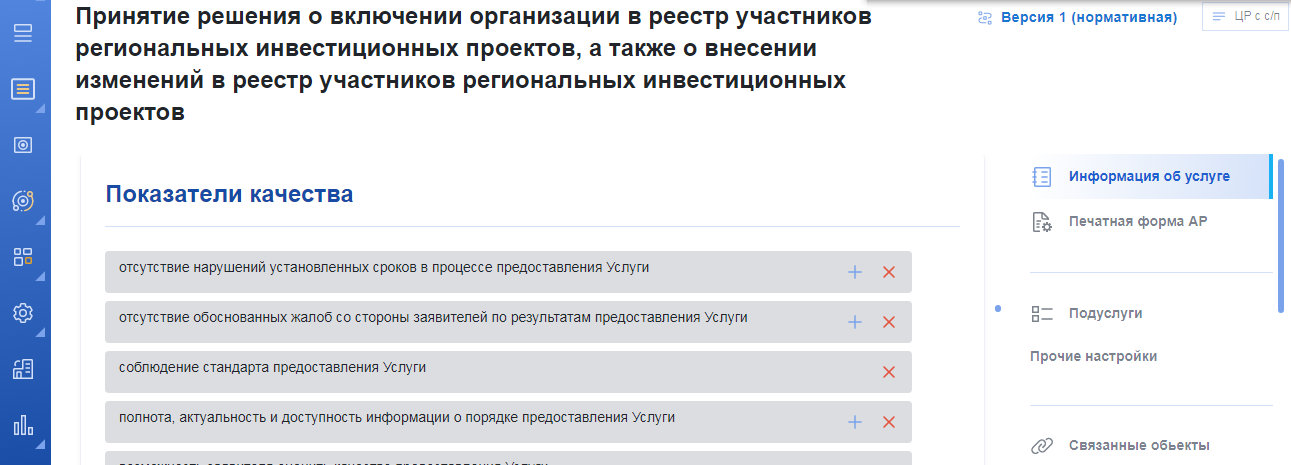 Принятие решения о включении организации в реестр участников
региональных инвестиционных проектов, а также о внесении
изменений в реестр участников региональных инвестиционных
проектов
Версия 1 (нормативная)
ЦР с с/п
Показатели качества
отсутствие нарушений установленных сроков в процессе предоставления Услуги
отсутствие обоснованных жалоб со стороны заявителей по результатам предоставления Услуги
соблюдение стандарта предоставления Услуги
полнота, актуальность и доступность информации о порядке предоставления Услуги
Информация об услуге
Печатная форма АР
Подуслуги
Прочие настройки
Связанные обьекты